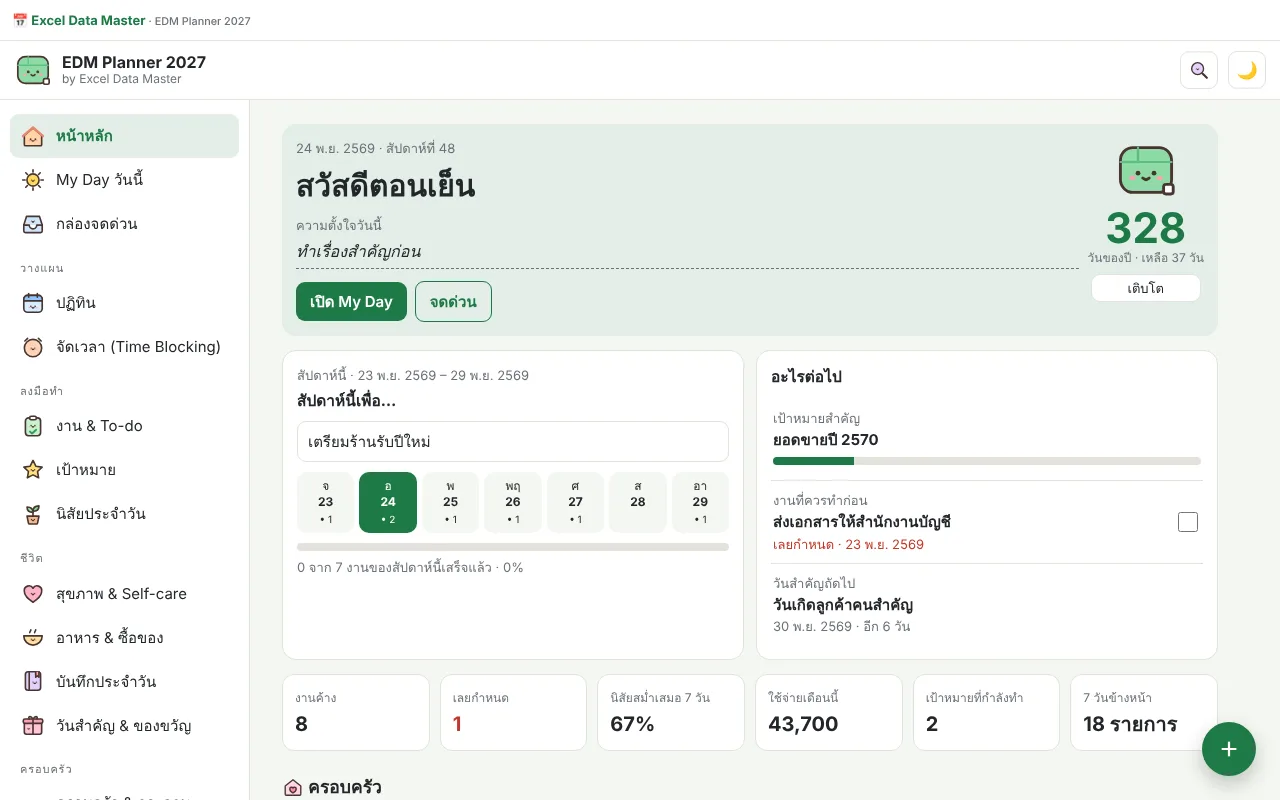 Excel Data Master · EDM Planner 2027
EDM Planner 2027
by Excel Data Master
หน้าหลัก
My Day วันนี้
กล่องจดด่วน
วางแผน
ปฏิทิน
จัดเวลา (Time Blocking)
ลงมือทำ
งาน & To-do
เป้าหมาย
นิสัยประจำวัน
ชีวิต
สุขภาพ & Self-care
อาหาร & ซื้อของ
บันทึกประจำวัน
วันสำคัญ & ของขวัญ
ครอบครัว
24 พ.ย. 2569 · สัปดาห์ที่ 48
สวัสดีตอนเย็น
ความตั้งใจวันนี้
ทำเรื่องสำคัญก่อน
เปิด My Day
จดด่วน
328
วันของปี · เหลือ 37 วัน
เติบโต
สัปดาห์นี้ · 23 พ.ย. 2569 – 29 พ.ย. 2569
สัปดาห์นี้เพื่อ...
เตรียมร้านรับปีใหม่
จ อ พ พฤ ศ ส อา
23 24 25 26 27 28 29
• 1 • 2 • 1 • 1 • 1 • 1
0 จาก 7 งานของสัปดาห์นี้เสร็จแล้ว · 0%
อะไรต่อไป
เป้าหมายสำคัญ
ยอดขายปี 2570
งานที่ควรทำก่อน
ส่งเอกสารให้สำนักงานบัญชี
เลยกำหนด · 23 พ.ย. 2569
วันสำคัญถัดไป
วันเกิดลูกค้าคนสำคัญ
30 พ.ย. 2569 · อีก 6 วัน
งานค้าง
8
เลยกำหนด
1
นิสัยสม่ำเสมอ 7 วัน
67%
ใช้จ่ายเดือนนี้
43,700
เป้าหมายที่กำลังทำ
2
7 วันข้างหน้า
18 รายการ
+
ครอบครัว